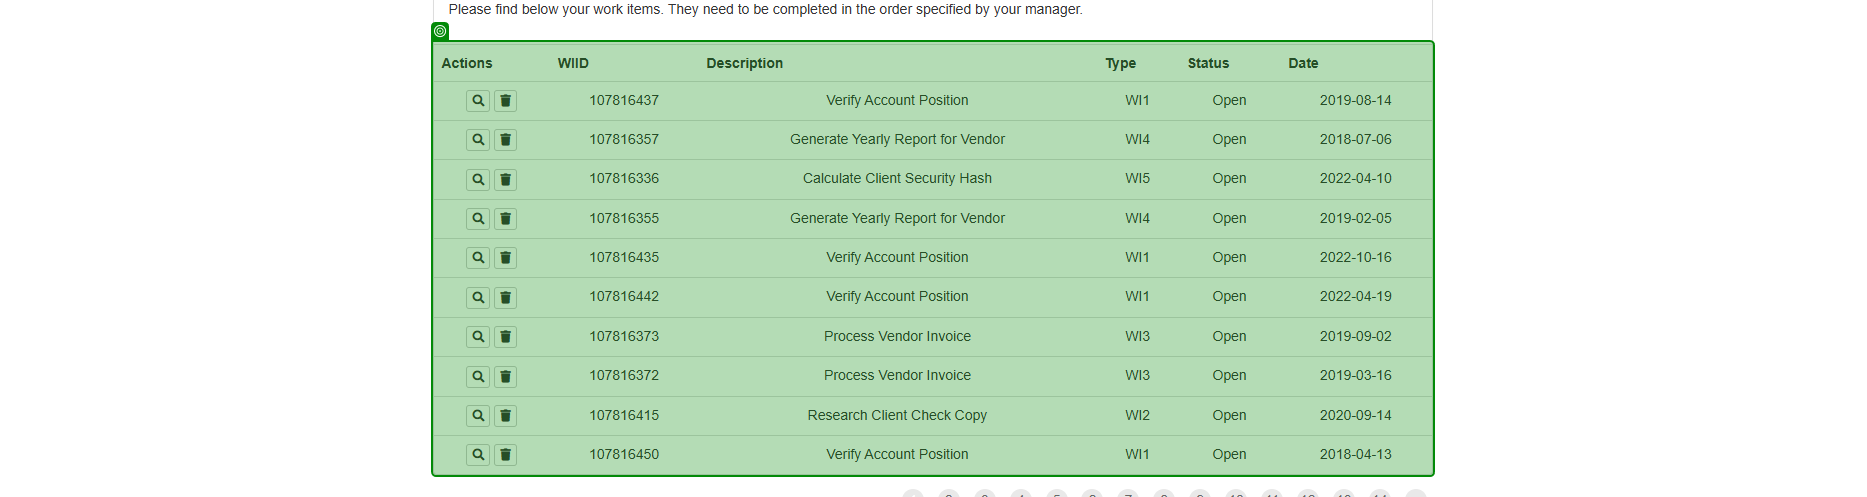 Please find below your work items. They need to be completed in the order specified by your manager.
Actions WIID Description Type Status Date
107816437 Verify Account Position WI1 Open 2019-08-14
107816357 Generate Yearly Report for Vendor WI4 Open 2018-07-06
107816336 Calculate Client Security Hash WI5 Open 2022-04-10
107816355 Generate Yearly Report for Vendor WI4 Open 2019-02-05
107816435 Verify Account Position WI1 Open 2022-10-16
107816442 Verify Account Position WI1 Open 2022-04-19
107816373 Process Vendor Invoice WI3 Open 2019-09-02
107816372 Process Vendor Invoice WI3 Open 2019-03-16
107816415 Research Client Check Copy WI2 Open 2020-09-14
107816450 Verify Account Position WI1 Open 2018-04-13